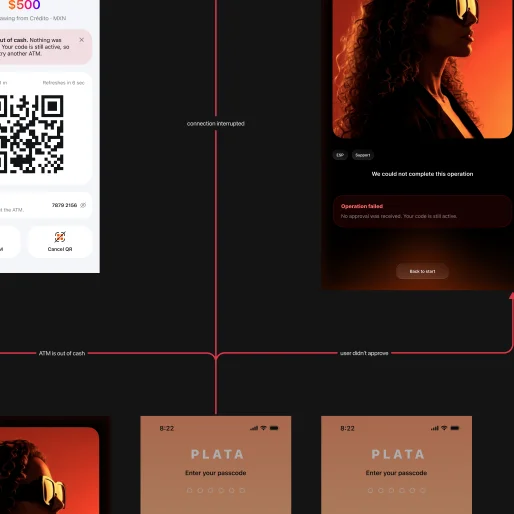 $500
Crédito · MXN
out of cash. Nothing was
Your code is still active, so
try another ATM.
Refreshes in 6 sec
7879 2156
at the ATM.
Cancel QR
connection interrupted
ESP
Support
We could not complete this operation
Operation failed
No approval was received. Your code is still active.
Back to start
ATM is out of cash
user didn't approve
8:22
PLATA
Enter your passcode
8:22
PLATA
Enter your passcode